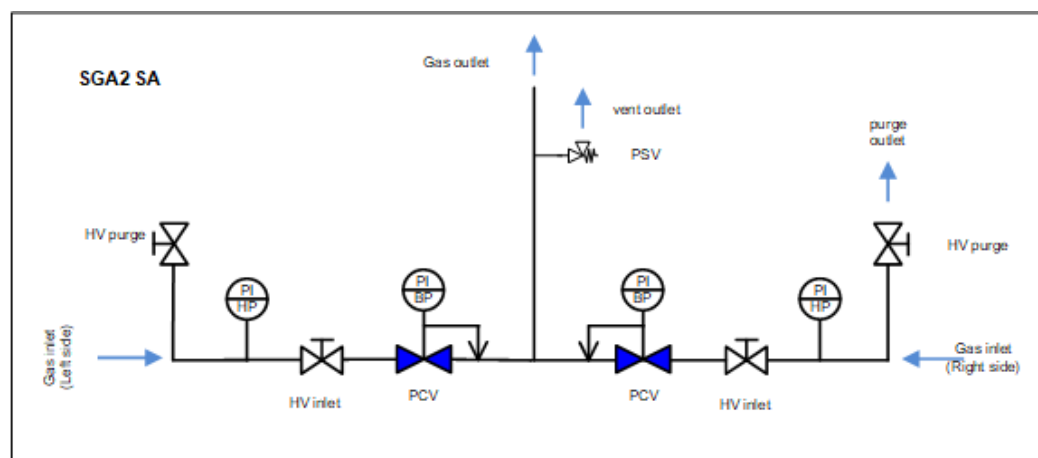 Gas outlet
SGA2 SA
vent outlet
purge
outlet
PSV
HV purge
HV purge
PI
HP
PI
BP
PI
BP
PI
HP
Gas inlet
(Left side)
Gas inlet
(Right side)
HV inlet
PCV
PCV
HV inlet